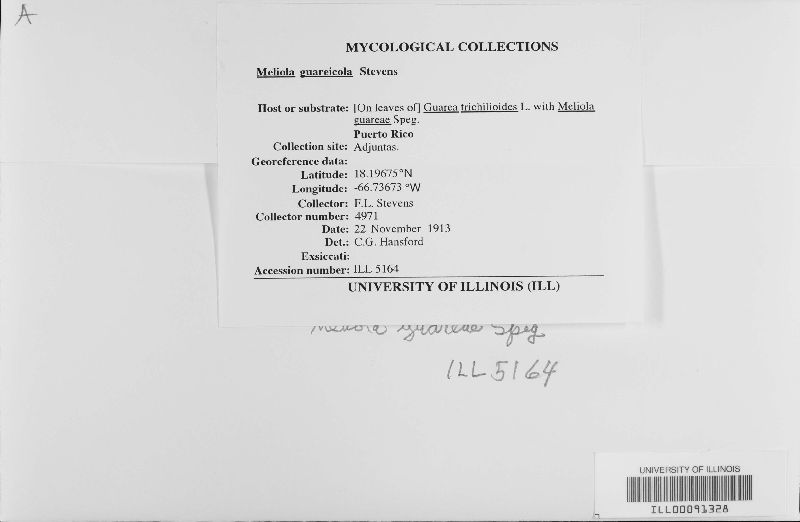 A
MYCOLOGICAL COLLECTIONS
Meliola guareicola Stevens
Host or substrate: [On leaves of] Guarea trichilioides L. with Meliola
guareae Speg.
Puerto Rico
Collection site: Adjuntas.
Georeference data:
Latitude: 18.19675°N
Longitude: -66.73673 °W
Collector: F.L. Stevens
Collector number: 4971
Date: 22 November 1913
Det.: C.G. Hansford
Exsiccati:
Accession number: ILL 5164
UNIVERSITY OF ILLINOIS (ILL)
Meliola guareae Speg
ILL 5164
UNIVERSITY OF ILLINOIS
ILL00091328